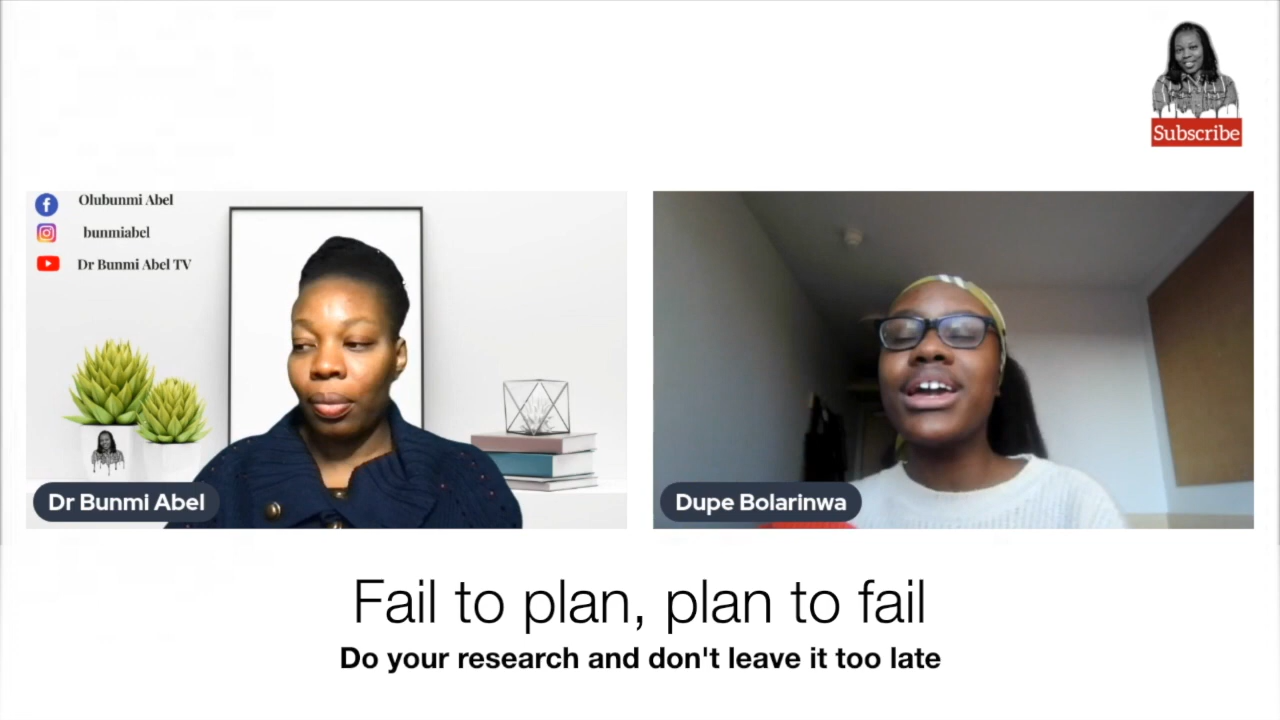 Subscribe
Olubunmi Abel
bunmiabel
Dr Bunmi Abel TV
Dr Bunmi Abel
Dupe Bolarinwa
Fail to plan, plan to fail
Do your research and don't leave it too late